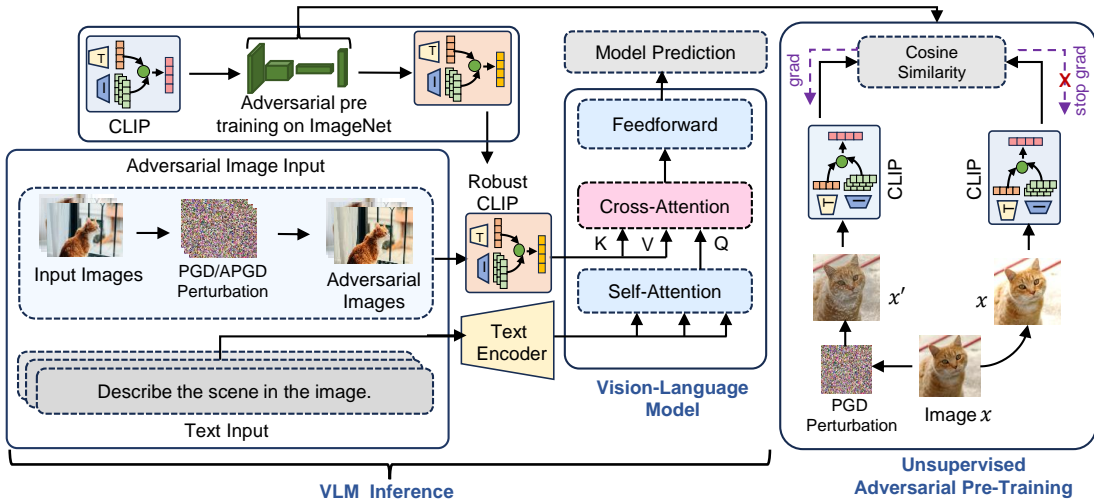 CLIP
Adversarial pre
training on ImageNet
T
I
T
I
Adversarial Image Input
Input Images
PGD/APGD
Perturbation
Adversarial
Images
Robust
CLIP
T
I
Describe the scene in the image.
Text Input
Text
Encoder
Model Prediction
Feedforward
Cross-Attention
K V Q
Self-Attention
Vision-Language
Model
VLM Inference
Cosine
Similarity
grad
X
stop grad
CLIP
T
I
CLIP
T
I
x′
x
PGD
Perturbation
Image x
Unsupervised
Adversarial Pre-Training